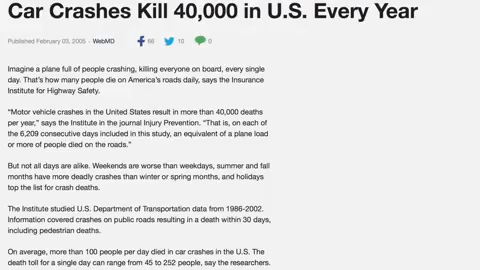 Car Crashes Kill 40,000 in U.S. Every Year
Published February 03, 2005 · WebMD 66 10 0
Imagine a plane full of people crashing, killing everyone on board, every single
day. That's how many people die on America's roads daily, says the Insurance
Institute for Highway Safety.
“Motor vehicle crashes in the United States result in more than 40,000 deaths
per year,” says the Institute in the journal Injury Prevention. “That is, on each of
the 6,209 consecutive days included in this study, an equivalent of a plane load
or more of people died on the roads.”
But not all days are alike. Weekends are worse than weekdays, summer and fall
months have more deadly crashes than winter or spring months, and holidays
top the list for crash deaths.
The Institute studied U.S. Department of Transportation data from 1986-2002.
Information covered crashes on public roads resulting in a death within 30 days,
including pedestrian deaths.
On average, more than 100 people per day died in car crashes in the U.S. The
death toll for a single day can range from 45 to 252 people, say the researchers.